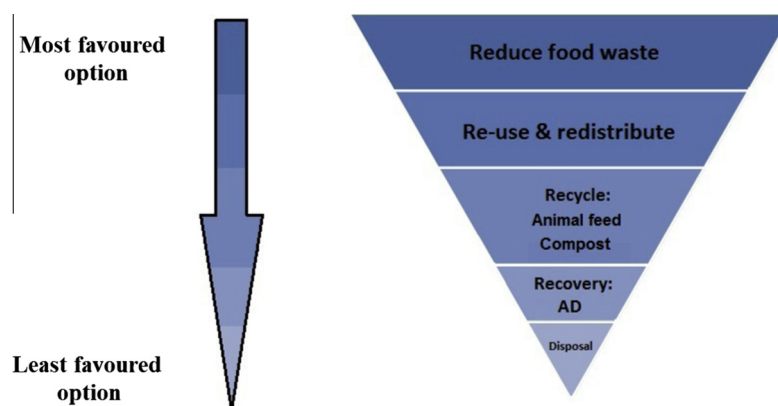 Most favoured
option
Reduce food waste
Re-use & redistribute
Recycle:
Animal feed
Compost
Recovery:
AD
Disposal
Least favoured
option